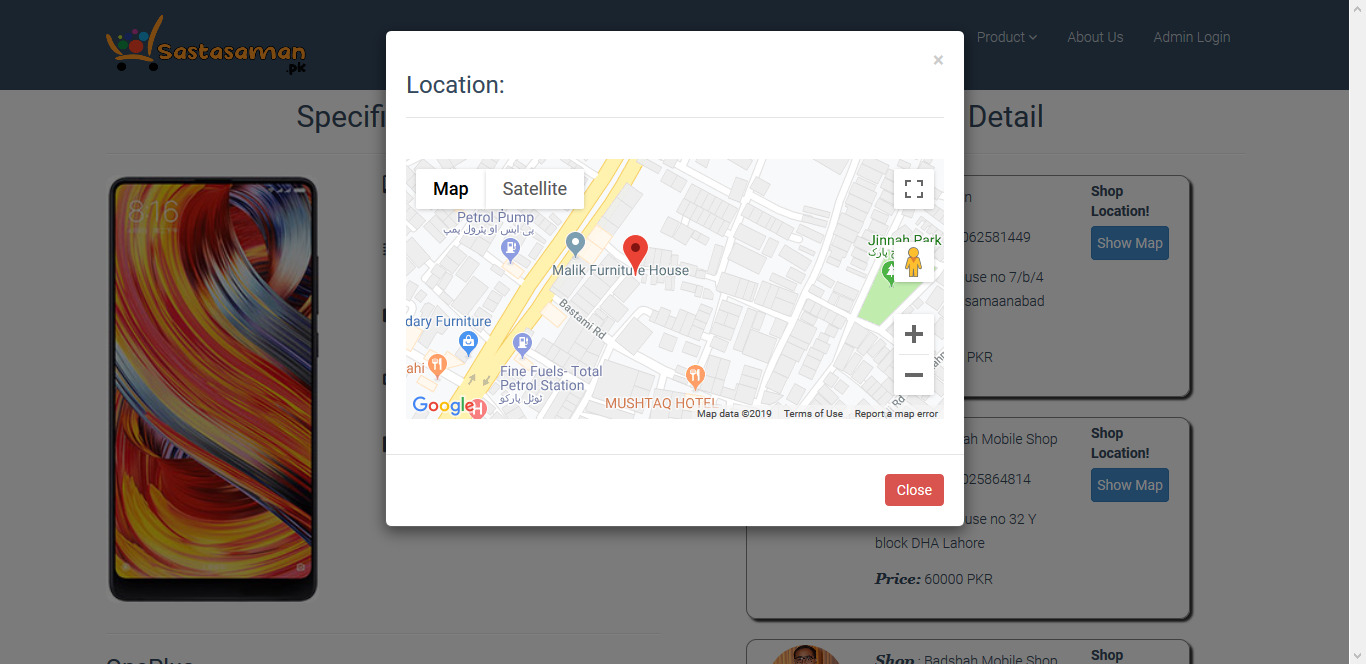 Sastasaman
.pk
Product
About Us
Admin Login
Specifi
Detail
×
Location:
Map
Satellite
Petrol Pump
پی ایس او پٹرول پمپ
Malik Furniture House
Jinnah Park
پارک
Bastami Rd
dary Furniture
ahi
Fine Fuels- Total
Petrol Station
ٹوٹل پارکو
MUSHTAQ HOTEL
Rd
Google
H
Map data ©2019
Terms of Use
Report a map error
Close
8:16
n
Shop
Location!
062581449
Show Map
use no 7/b/4
samaanabad
PKR
ah Mobile Shop
Shop
Location!
025864814
Show Map
use no 32 Y
block DHA Lahore
Price: 60000 PKR
Shop : Badshah Mobile Shop
Shop
OnePlus